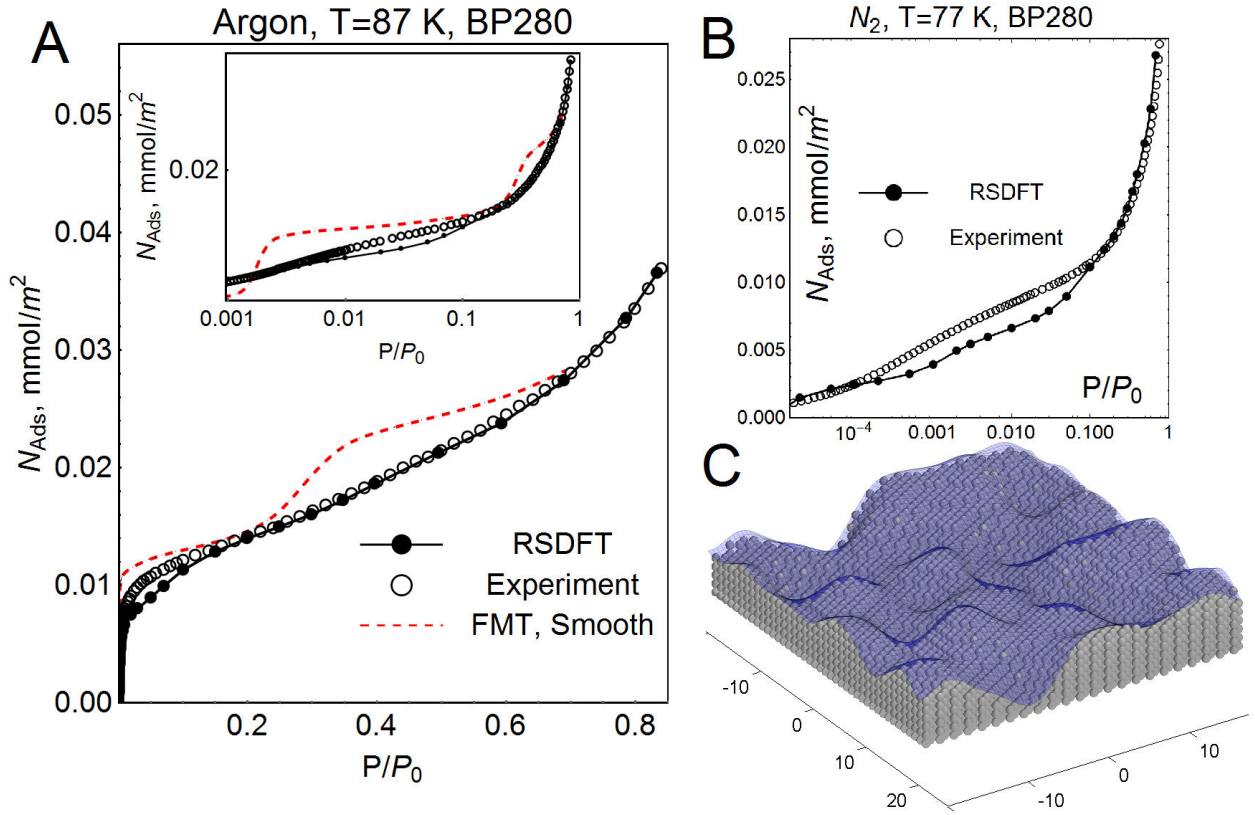 A
Argon, T=87 K, BP280
N_Ads, mmol/m²
0.05
0.04
0.03
0.02
0.01
0.00
0.2
0.4
0.6
0.8
P/P₀
N_Ads, mmol/m²
0.02
0.001
0.01
0.1
1
P/P₀
RSDFT
Experiment
FMT, Smooth
B
N₂, T=77 K, BP280
N_Ads, mmol/m²
0.025
0.020
0.015
0.010
0.005
0.000
10⁻⁴
0.001
0.010
0.100
1
P/P₀
RSDFT
Experiment
C
-10
0
10
20
-10
0
10